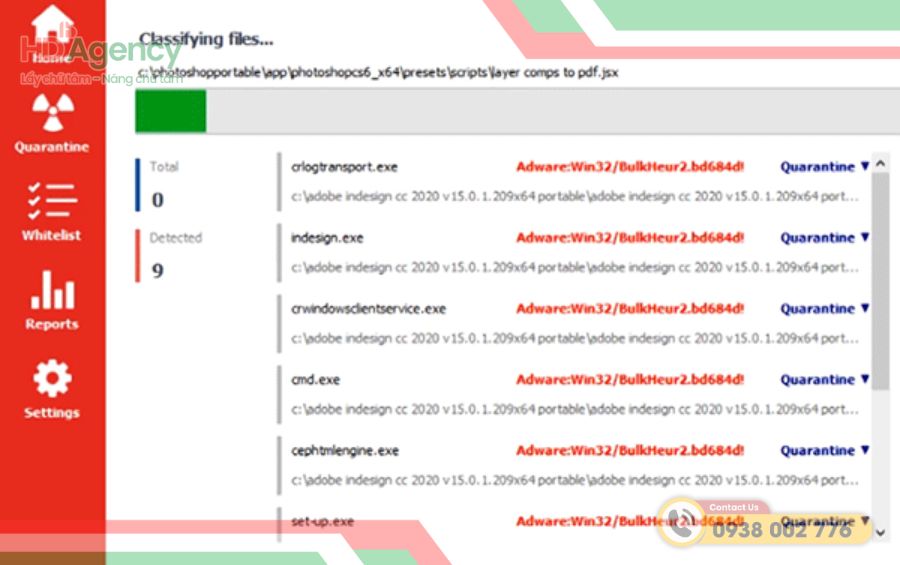 Home
HDAgency
Lấy chữ tâm - Nâng chữ tầm
Quarantine
Whitelist
Reports
Settings
Classifying files...
c:\photoshopportable\app\photoshopcs6_x64\presets\scripts\layer comps to pdf.jsx
Total
0
Detected
9
crlogtransport.exe Adware:Win32/BulkHeur2.bd684d! Quarantine ▼
c:\adobe indesign cc 2020 v15.0.1.209x64 portable\adobe indesign cc 2020 v15.0.1.209x64 port...
indesign.exe Adware:Win32/BulkHeur2.bd684d! Quarantine ▼
c:\adobe indesign cc 2020 v15.0.1.209x64 portable\adobe indesign cc 2020 v15.0.1.209x64 port...
crwindowsclientservice.exe Adware:Win32/BulkHeur2.bd684d! Quarantine ▼
c:\adobe indesign cc 2020 v15.0.1.209x64 portable\adobe indesign cc 2020 v15.0.1.209x64 port...
cmd.exe Adware:Win32/BulkHeur2.bd684d! Quarantine ▼
c:\adobe indesign cc 2020 v15.0.1.209x64 portable\adobe indesign cc 2020 v15.0.1.209x64 port...
cephtmlengine.exe Adware:Win32/BulkHeur2.bd684d! Quarantine ▼
c:\adobe indesign cc 2020 v15.0.1.209x64 portable\adobe indesign cc 2020 v15.0.1.209x64 port...
set-up.exe Adware:Win32/BulkHeur2.bd684d! Quarantine ▼
Contact Us
0938 002 776